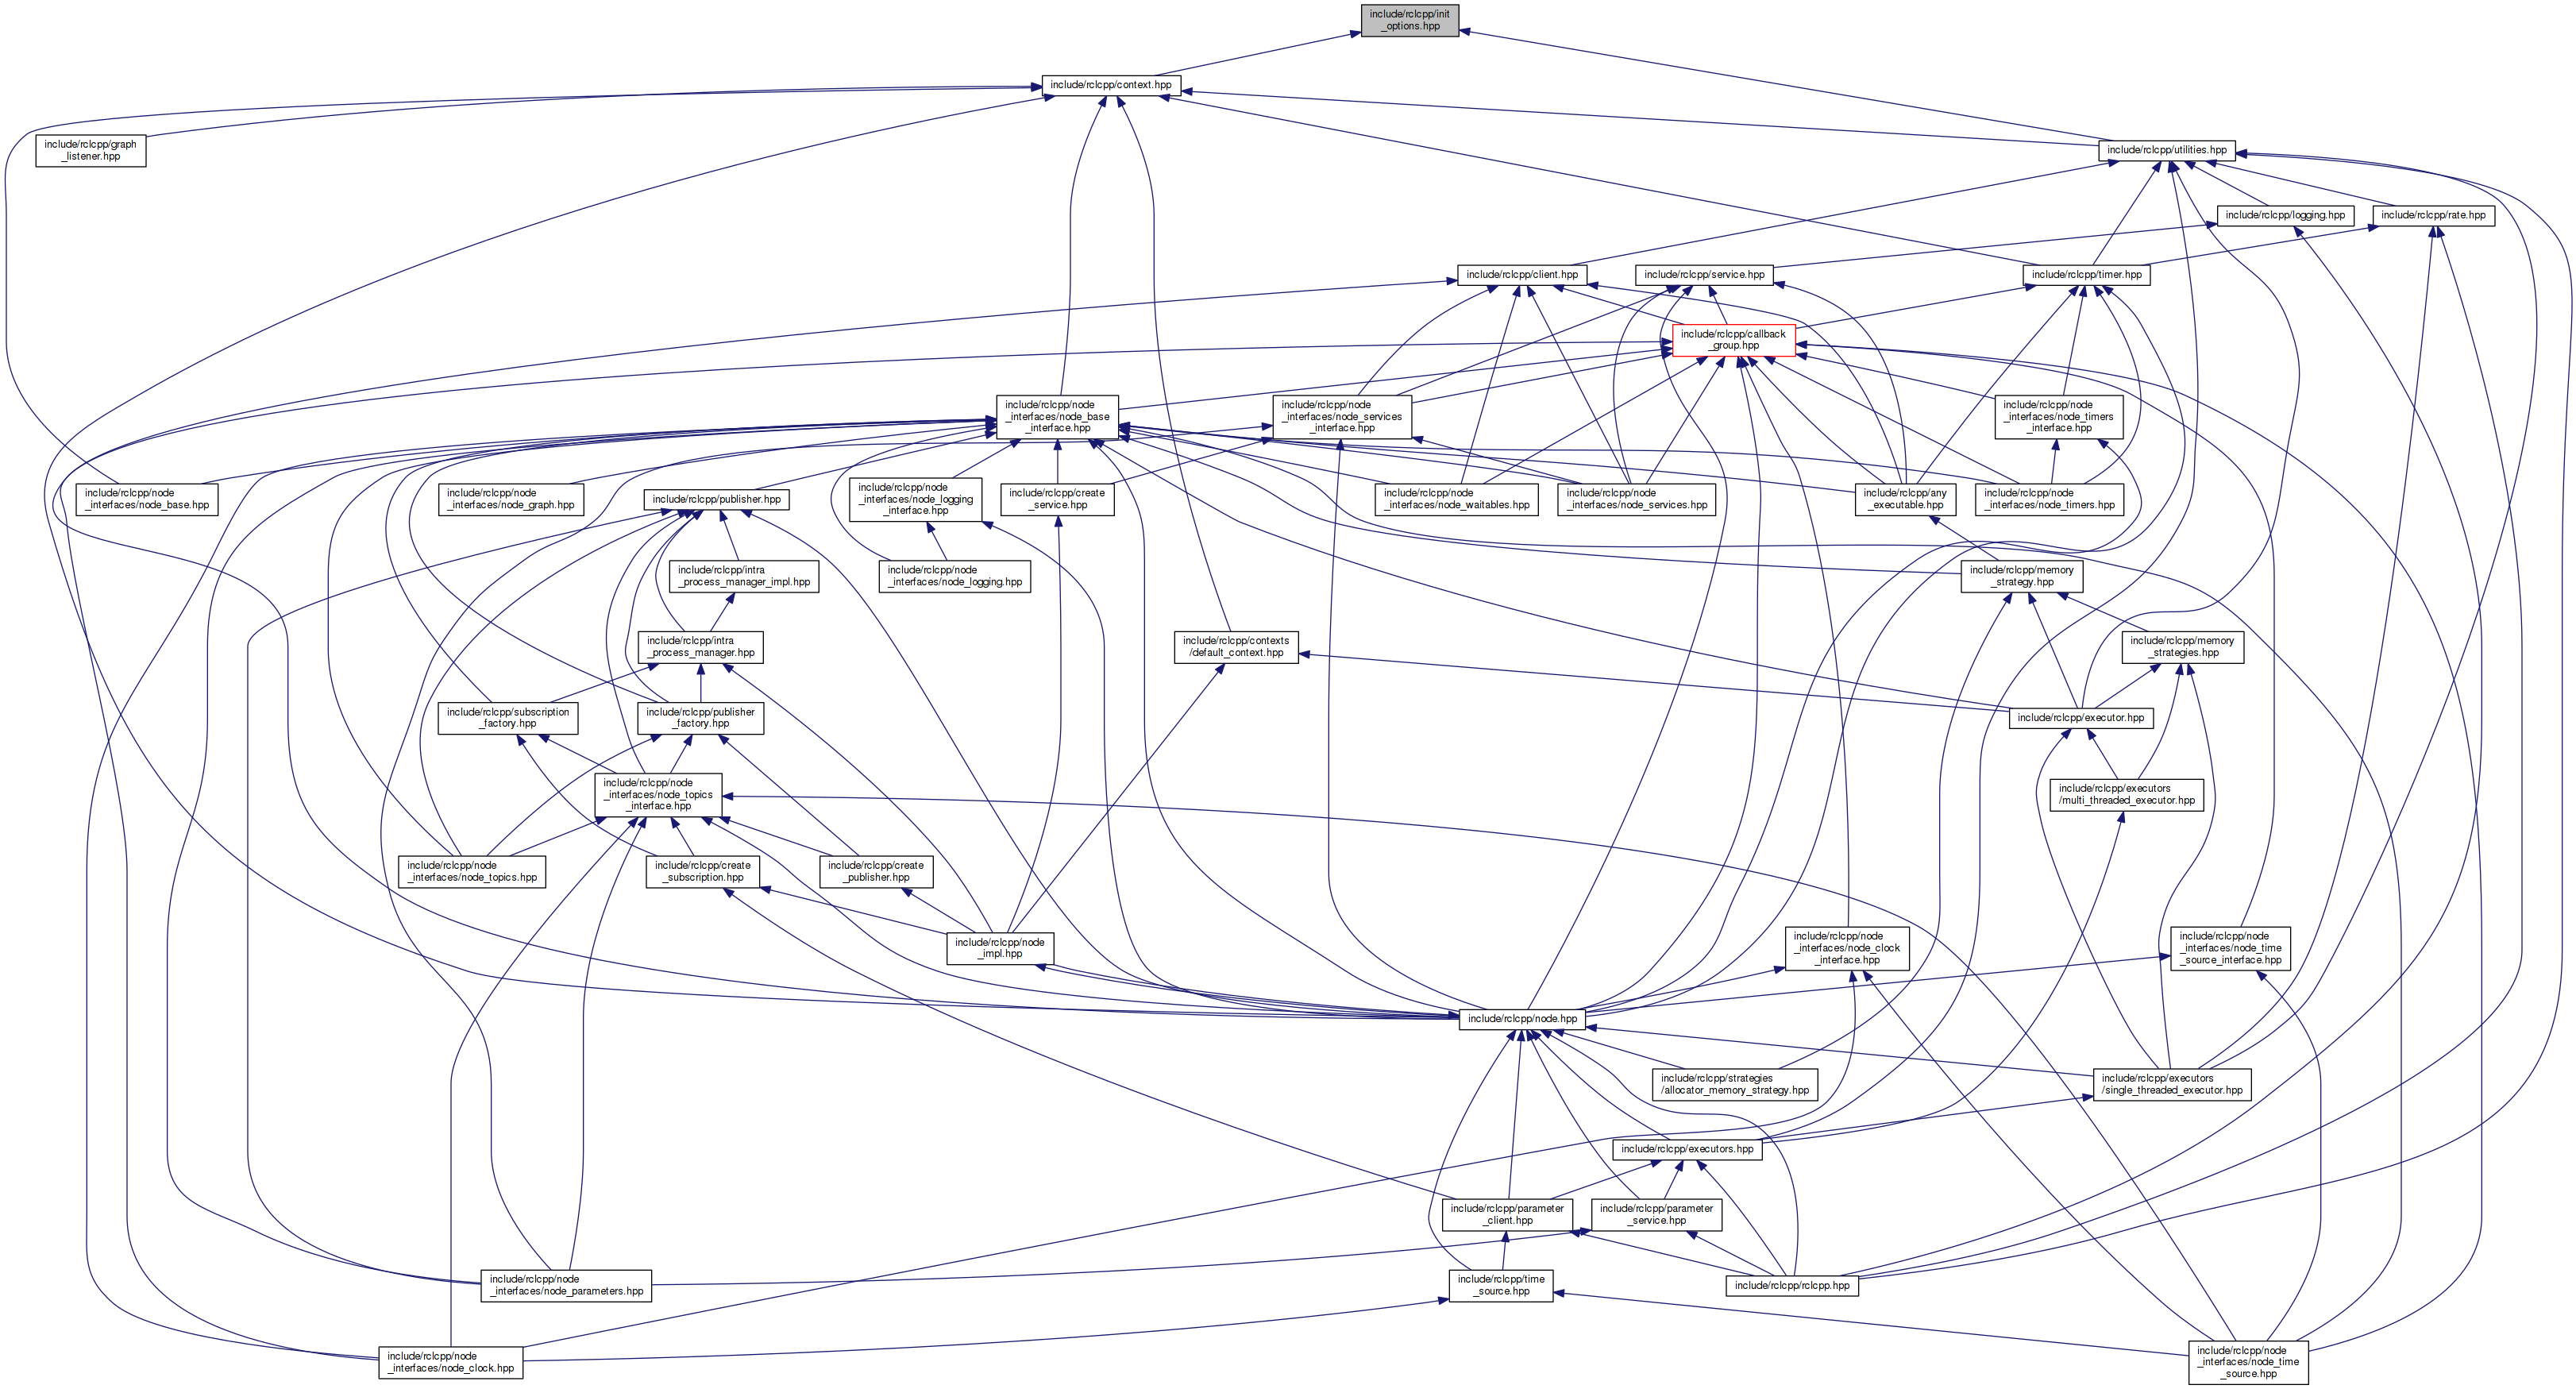 include/rclcpp/init
_options.hpp
include/rclcpp/context.hpp
include/rclcpp/graph
_listener.hpp
include/rclcpp/utilities.hpp
include/rclcpp/logging.hpp
include/rclcpp/rate.hpp
include/rclcpp/client.hpp
include/rclcpp/service.hpp
include/rclcpp/timer.hpp
include/rclcpp/callback
_group.hpp
include/rclcpp/node
_interfaces/node_base
_interface.hpp
include/rclcpp/node
_interfaces/node_services
_interface.hpp
include/rclcpp/node
_interfaces/node_timers
_interface.hpp
include/rclcpp/node
_interfaces/node_base.hpp
include/rclcpp/node
_interfaces/node_graph.hpp
include/rclcpp/publisher.hpp
include/rclcpp/node
_interfaces/node_logging
_interface.hpp
include/rclcpp/create
_service.hpp
include/rclcpp/node
_interfaces/node_waitables.hpp
include/rclcpp/node
_interfaces/node_services.hpp
include/rclcpp/any
_executable.hpp
include/rclcpp/node
_interfaces/node_timers.hpp
include/rclcpp/intra
_process_manager_impl.hpp
include/rclcpp/node
_interfaces/node_logging.hpp
include/rclcpp/memory
_strategy.hpp
include/rclcpp/intra
_process_manager.hpp
include/rclcpp/contexts
/default_context.hpp
include/rclcpp/memory
_strategies.hpp
include/rclcpp/subscription
_factory.hpp
include/rclcpp/publisher
_factory.hpp
include/rclcpp/executor.hpp
include/rclcpp/node
_interfaces/node_topics
_interface.hpp
include/rclcpp/executors
/multi_threaded_executor.hpp
include/rclcpp/node
_interfaces/node_topics.hpp
include/rclcpp/create
_subscription.hpp
include/rclcpp/create
_publisher.hpp
include/rclcpp/node
_impl.hpp
include/rclcpp/node
_interfaces/node_clock
_interface.hpp
include/rclcpp/node
_interfaces/node_time
_source_interface.hpp
include/rclcpp/node.hpp
include/rclcpp/strategies
/allocator_memory_strategy.hpp
include/rclcpp/executors
/single_threaded_executor.hpp
include/rclcpp/executors.hpp
include/rclcpp/parameter
_client.hpp
include/rclcpp/parameter
_service.hpp
include/rclcpp/node
_interfaces/node_parameters.hpp
include/rclcpp/time
_source.hpp
include/rclcpp/rclcpp.hpp
include/rclcpp/node
_interfaces/node_clock.hpp
include/rclcpp/node
_interfaces/node_time
_source.hpp